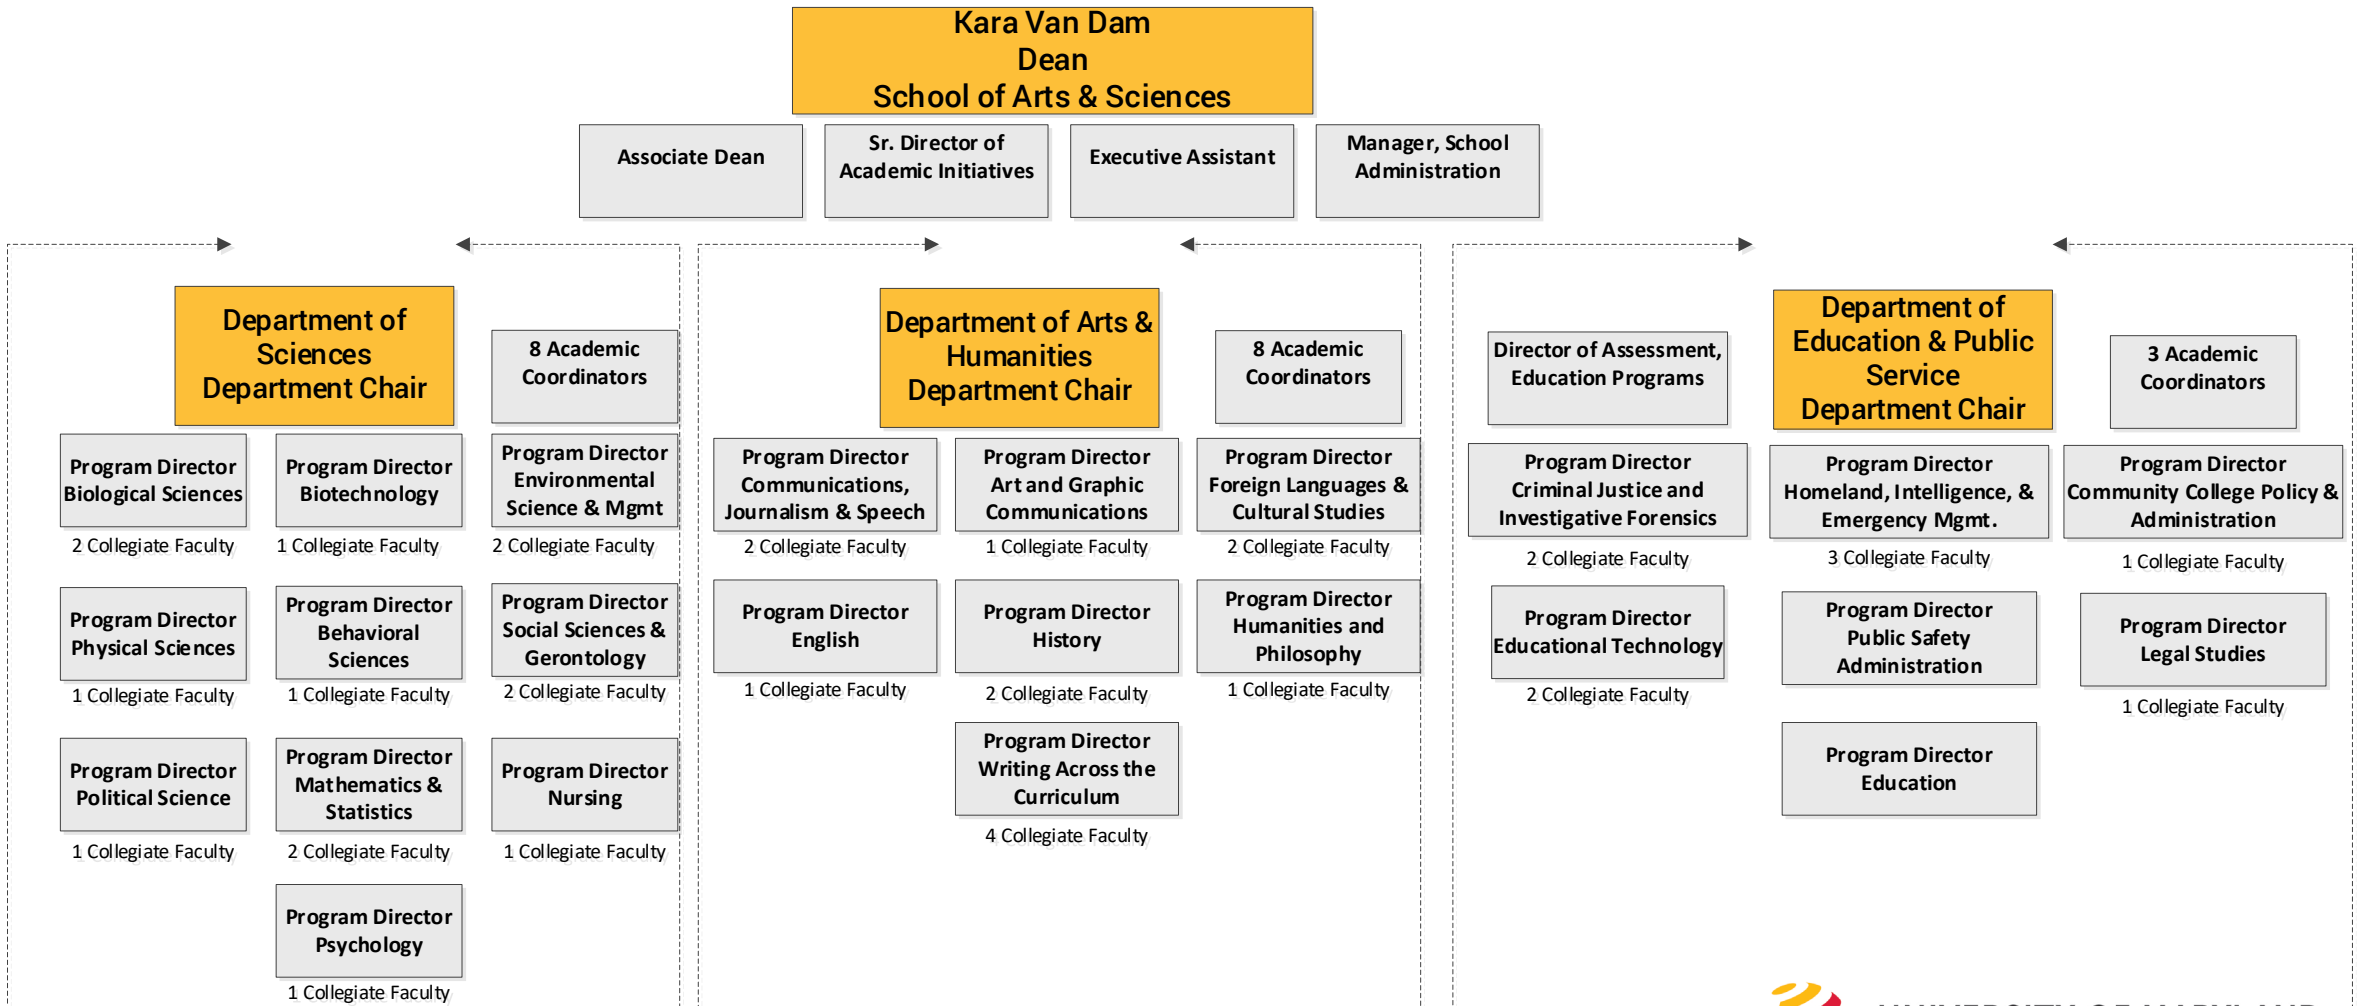 Kara Van Dam
Dean
School of Arts & Sciences
Associate Dean
Sr. Director of
Academic Initiatives
Executive Assistant
Manager, School
Administration
Department of
Sciences
Department Chair
8 Academic
Coordinators
Program Director
Biological Sciences
2 Collegiate Faculty
Program Director
Biotechnology
1 Collegiate Faculty
Program Director
Environmental
Science & Mgmt
2 Collegiate Faculty
Program Director
Physical Sciences
1 Collegiate Faculty
Program Director
Behavioral
Sciences
1 Collegiate Faculty
Program Director
Social Sciences &
Gerontology
2 Collegiate Faculty
Program Director
Political Science
1 Collegiate Faculty
Program Director
Mathematics &
Statistics
2 Collegiate Faculty
Program Director
Nursing
1 Collegiate Faculty
Program Director
Psychology
1 Collegiate Faculty
Department of Arts &
Humanities
Department Chair
8 Academic
Coordinators
Program Director
Communications,
Journalism & Speech
2 Collegiate Faculty
Program Director
Art and Graphic
Communications
1 Collegiate Faculty
Program Director
Foreign Languages &
Cultural Studies
2 Collegiate Faculty
Program Director
English
1 Collegiate Faculty
Program Director
History
2 Collegiate Faculty
Program Director
Humanities and
Philosophy
1 Collegiate Faculty
Program Director
Writing Across the
Curriculum
4 Collegiate Faculty
Director of Assessment,
Education Programs
Department of
Education & Public
Service
Department Chair
3 Academic
Coordinators
Program Director
Criminal Justice and
Investigative Forensics
2 Collegiate Faculty
Program Director
Homeland, Intelligence, &
Emergency Mgmt.
3 Collegiate Faculty
Program Director
Community College Policy &
Administration
1 Collegiate Faculty
Program Director
Educational Technology
2 Collegiate Faculty
Program Director
Public Safety
Administration
Program Director
Legal Studies
1 Collegiate Faculty
Program Director
Education
UNIVERSITY OF MARYLAND